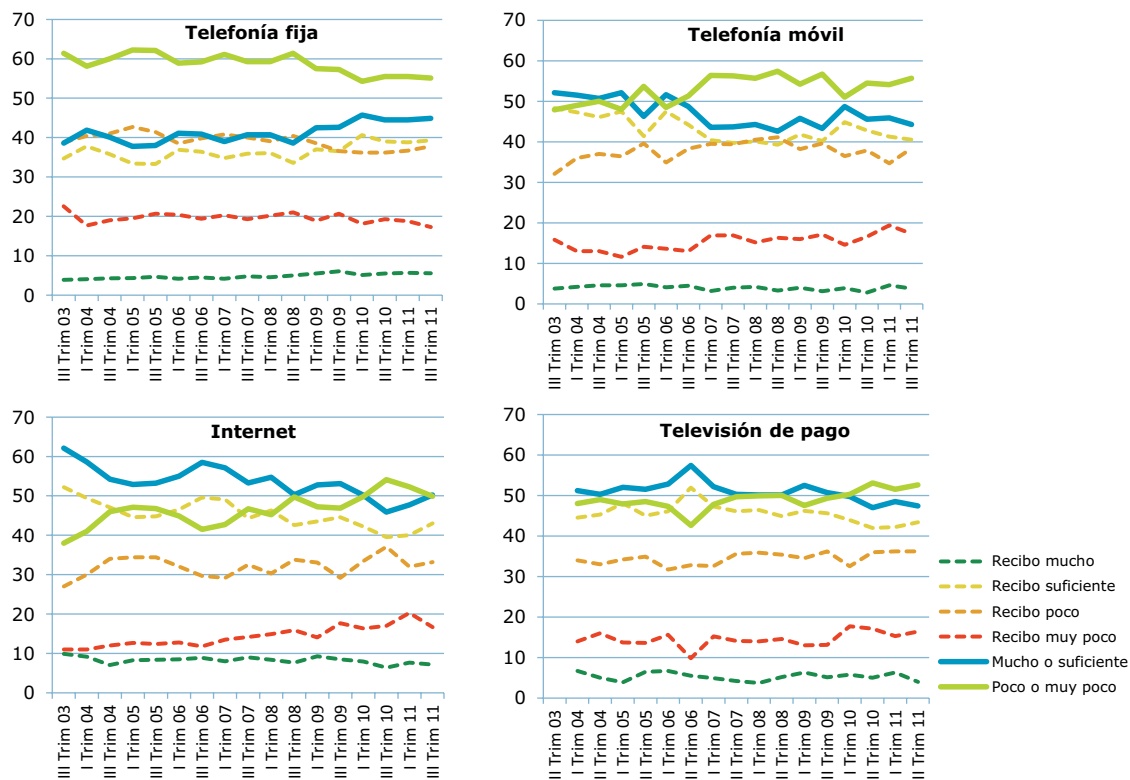 Telefonía fija
70
60
50
40
30
20
10
0
III Trim 03
I Trim 04
III Trim 04
I Trim 05
III Trim 05
I Trim 06
III Trim 06
I Trim 07
III Trim 07
I Trim 08
III Trim 08
I Trim 09
III Trim 09
I Trim 10
III Trim 10
I Trim 11
III Trim 11
Telefonía móvil
70
60
50
40
30
20
10
0
III Trim 03
I Trim 04
III Trim 04
I Trim 05
III Trim 05
I Trim 06
III Trim 06
I Trim 07
III Trim 07
I Trim 08
III Trim 08
I Trim 09
III Trim 09
I Trim 10
III Trim 10
I Trim 11
III Trim 11
Internet
70
60
50
40
30
20
10
0
III Trim 03
I Trim 04
III Trim 04
I Trim 05
III Trim 05
I Trim 06
III Trim 06
I Trim 07
III Trim 07
I Trim 08
III Trim 08
I Trim 09
III Trim 09
I Trim 10
III Trim 10
I Trim 11
III Trim 11
Televisión de pago
70
60
50
40
30
20
10
0
III Trim 03
I Trim 04
III Trim 04
I Trim 05
III Trim 05
I Trim 06
III Trim 06
I Trim 07
III Trim 07
I Trim 08
III Trim 08
I Trim 09
III Trim 09
I Trim 10
III Trim 10
I Trim 11
III Trim 11
Recibo mucho
Recibo suficiente
Recibo poco
Recibo muy poco
Mucho o suficiente
Poco o muy poco